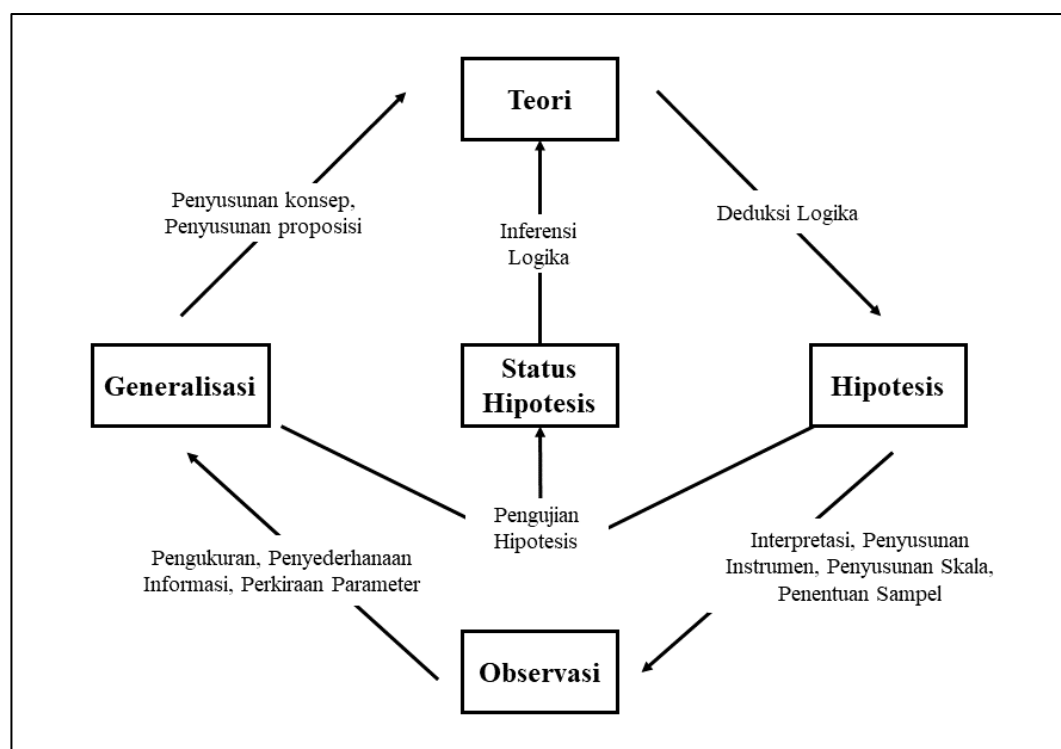 Teori
Penyusunan konsep,
Penyusunan proposisi
Deduksi Logika
Inferensi
Logika
Generalisasi
Status
Hipotesis
Hipotesis
Pengujian
Hipotesis
Pengukuran, Penyederhanaan
Informasi, Perkiraan Parameter
Interpretasi, Penyusunan
Instrumen, Penyusunan Skala,
Penentuan Sampel
Observasi